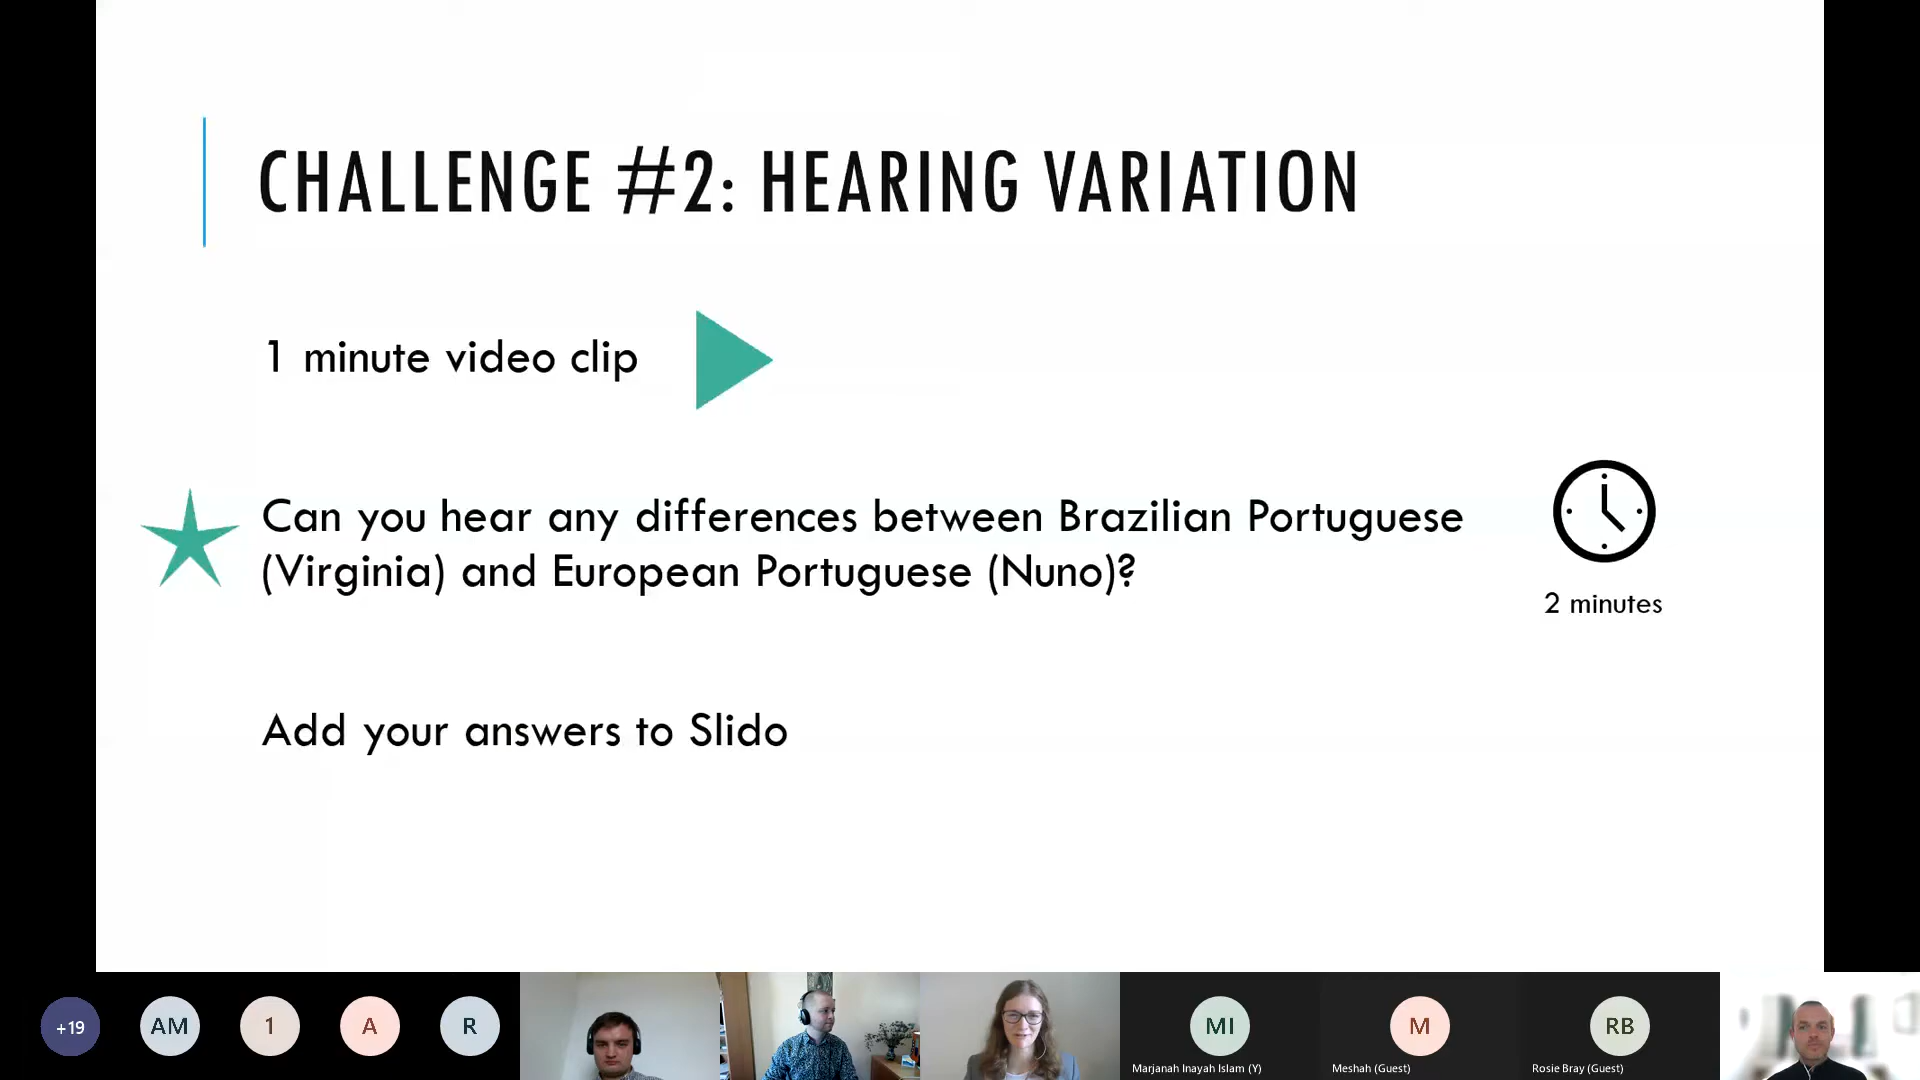 CHALLENGE #2: HEARING VARIATION
1 minute video clip
Can you hear any differences between Brazilian Portuguese
(Virginia) and European Portuguese (Nuno)?
2 minutes
Add your answers to Slido
+19
AM
1
A
R
MI
Marjanah Inayah Islam (Y)
M
Meshah (Guest)
RB
Rosie Bray (Guest)